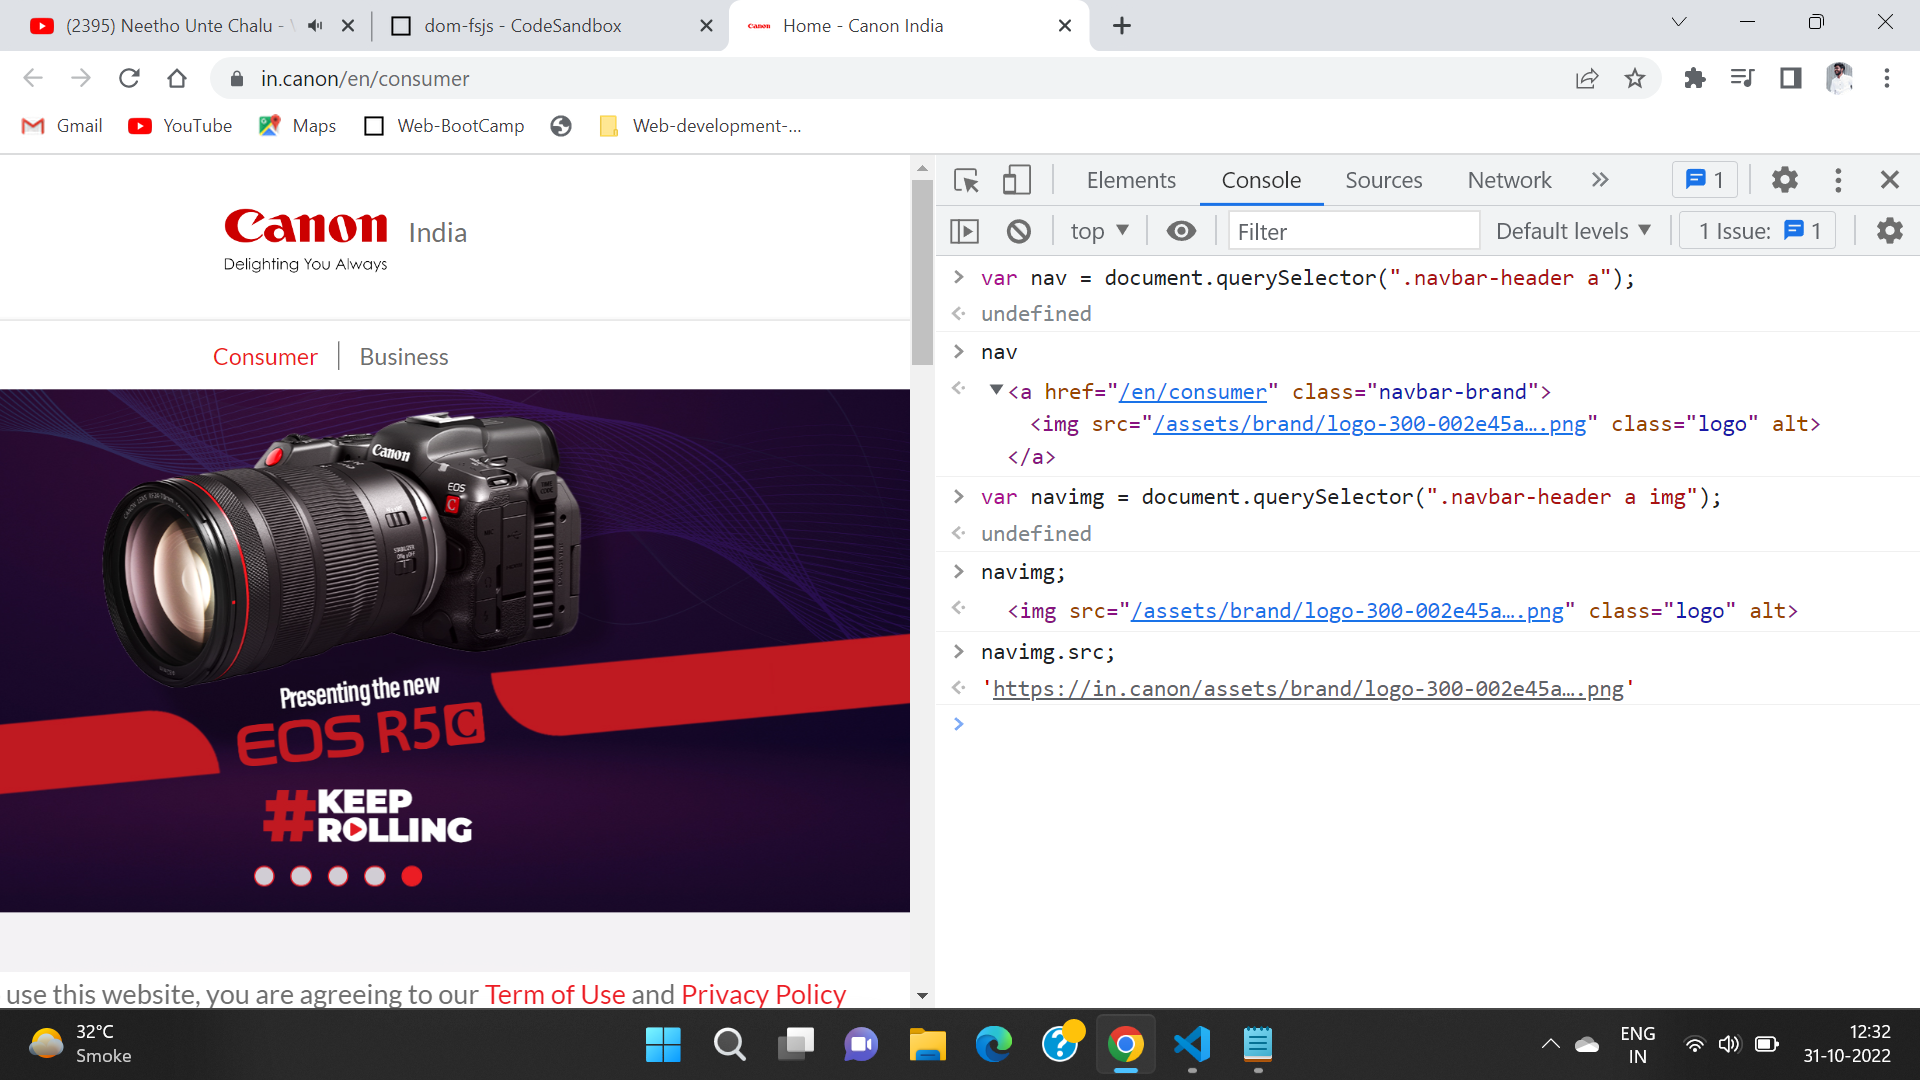 (2395) Neetho Unte Chalu -
dom-fsjs - CodeSandbox
Canon
Home - Canon India
in.canon/en/consumer
Gmail
YouTube
Maps
Web-BootCamp
Web-development-...
Canon India
Delighting You Always
Consumer
Business
Canon
EOS
C
Presenting the new
EOS R5 C
#KEEP
ROLLING
use this website, you are agreeing to our Term of Use and Privacy Policy
Elements
Console
Sources
Network
1
top
Filter
Default levels
1 Issue: 1
var nav = document.querySelector(".navbar-header a");
undefined
nav
<a href="/en/consumer" class="navbar-brand">
<img src="/assets/brand/logo-300-002e45a….png" class="logo" alt>
</a>
var navimg = document.querySelector(".navbar-header a img");
undefined
navimg;
<img src="/assets/brand/logo-300-002e45a….png" class="logo" alt>
navimg.src;
'https://in.canon/assets/brand/logo-300-002e45a….png'
32°C
Smoke
ENG
IN
12:32
31-10-2022